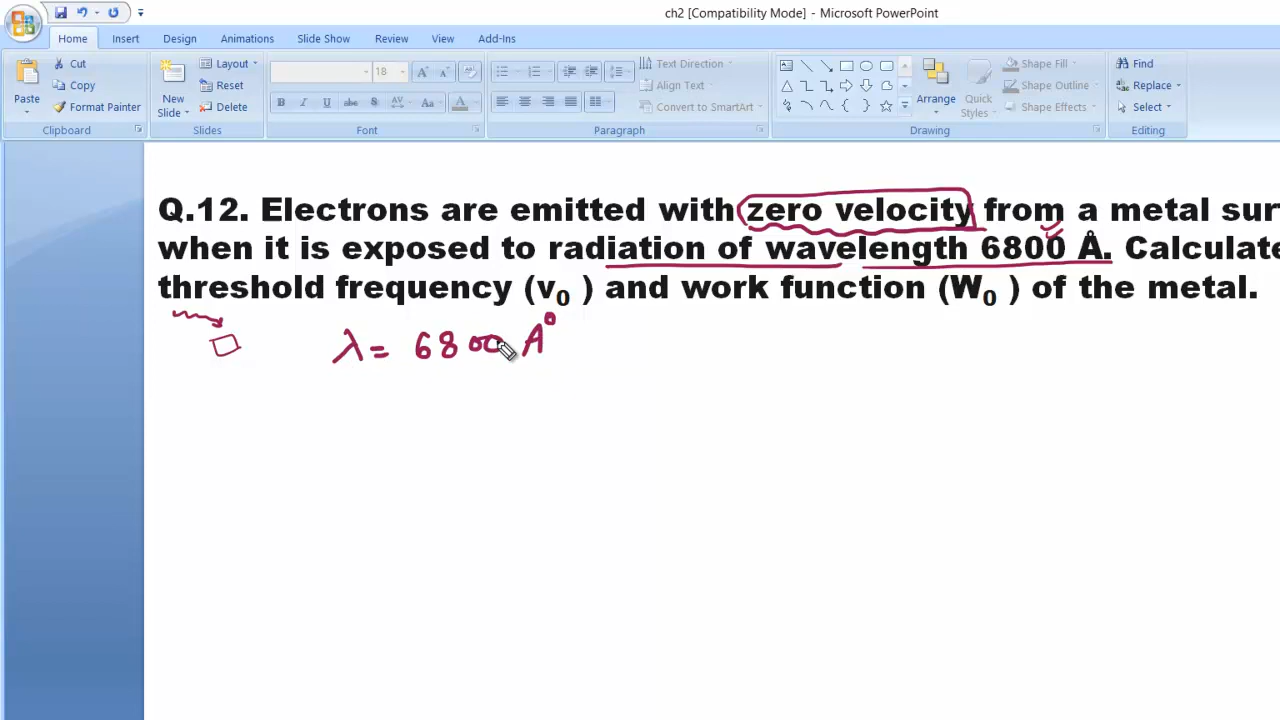 ch2 [Compatibility Mode] - Microsoft PowerPoint
Home Insert Design Animations Slide Show Review View Add-Ins
Paste Cut Copy Format Painter New Slide Layout Reset Delete 18 B I U abc S AV Aa A Text Direction Align Text Convert to SmartArt Arrange Quick Styles Shape Fill Shape Outline Shape Effects Find Replace Select
Clipboard Slides Font Paragraph Drawing Editing
Q.12. Electrons are emitted with zero velocity from a metal sur
when it is exposed to radiation of wavelength 6800 Å. Calculate
threshold frequency (v₀ ) and work function (W₀ ) of the metal.
λ = 6800 A°